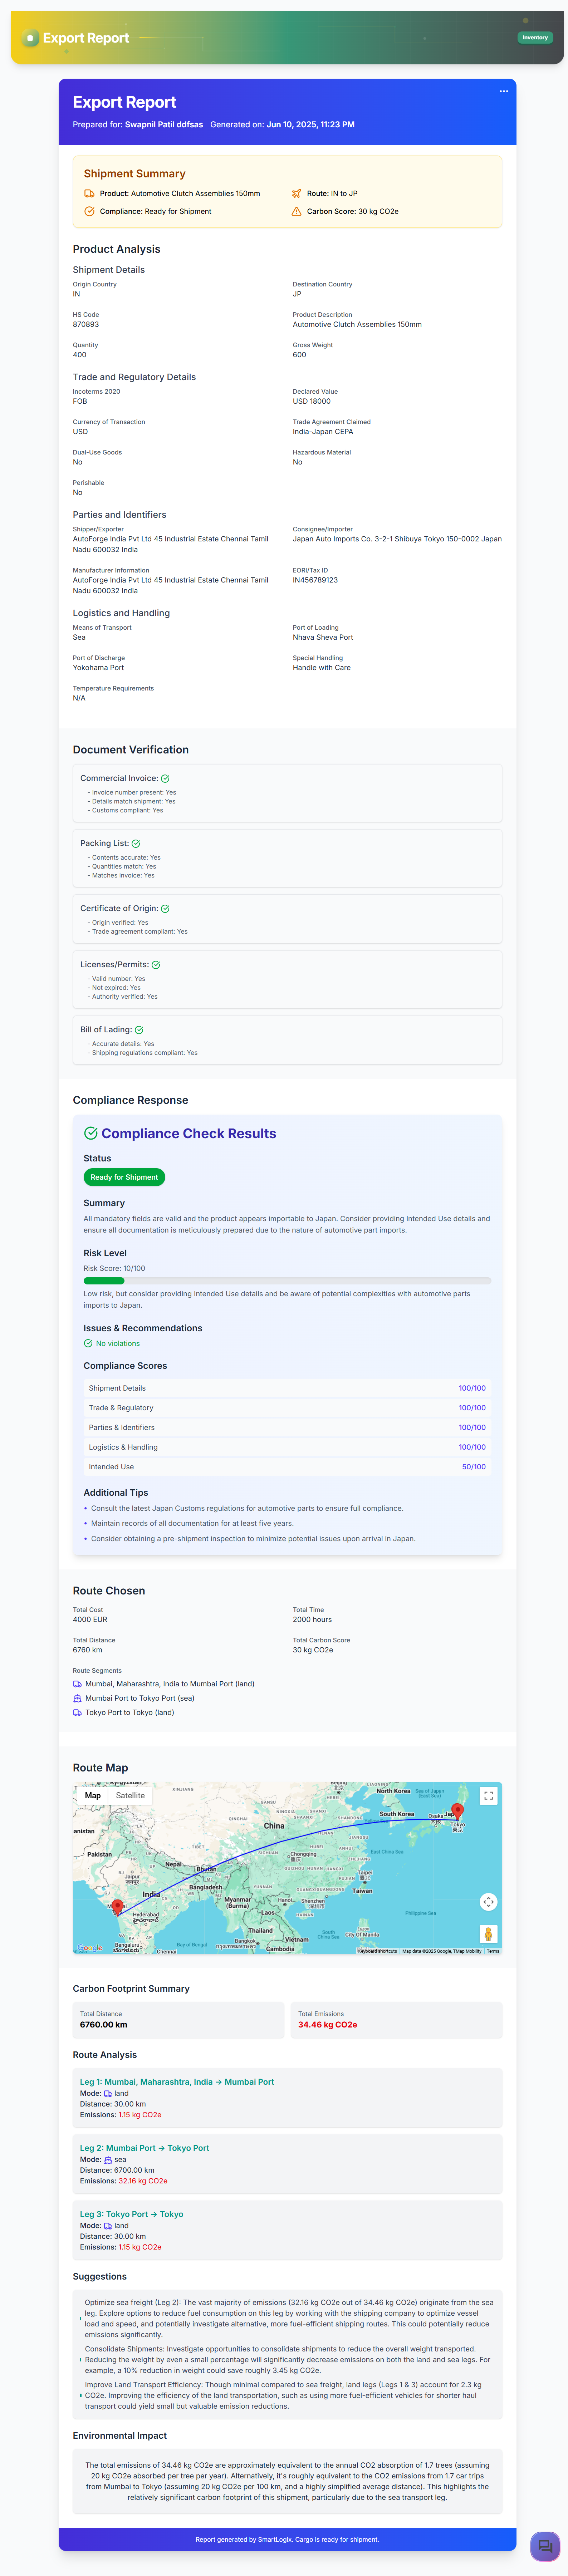 Export Report
Inventory
Export Report
Prepared for: Swapnil Patil ddfsas Generated on: Jun 10, 2025, 11:23 PM
Shipment Summary
Product: Automotive Clutch Assemblies 150mm
Route: IN to JP
Compliance: Ready for Shipment
Carbon Score: 30 kg CO2e
Product Analysis
Shipment Details
Origin Country
IN
Destination Country
JP
HS Code
870893
Product Description
Automotive Clutch Assemblies 150mm
Quantity
400
Gross Weight
600
Trade and Regulatory Details
Incoterms 2020
FOB
Declared Value
USD 18000
Currency of Transaction
USD
Trade Agreement Claimed
India-Japan CEPA
Dual-Use Goods
No
Hazardous Material
No
Perishable
No
Parties and Identifiers
Shipper/Exporter
AutoForge India Pvt Ltd 45 Industrial Estate Chennai Tamil
Nadu 600032 India
Consignee/Importer
Japan Auto Imports Co. 3-2-1 Shibuya Tokyo 150-0002 Japan
Manufacturer Information
AutoForge India Pvt Ltd 45 Industrial Estate Chennai Tamil
Nadu 600032 India
EORI/Tax ID
IN456789123
Logistics and Handling
Means of Transport
Sea
Port of Loading
Nhava Sheva Port
Port of Discharge
Yokohama Port
Special Handling
Handle with Care
Temperature Requirements
N/A
Document Verification
Commercial Invoice:
- Invoice number present: Yes
- Details match shipment: Yes
- Customs compliant: Yes
Packing List:
- Contents accurate: Yes
- Quantities match: Yes
- Matches invoice: Yes
Certificate of Origin:
- Origin verified: Yes
- Trade agreement compliant: Yes
Licenses/Permits:
- Valid number: Yes
- Not expired: Yes
- Authority verified: Yes
Bill of Lading:
- Accurate details: Yes
- Shipping regulations compliant: Yes
Compliance Response
Compliance Check Results
Status
Ready for Shipment
Summary
All mandatory fields are valid and the product appears importable to Japan. Consider providing Intended Use details and
ensure all documentation is meticulously prepared due to the nature of automotive part imports.
Risk Level
Risk Score: 10/100
Low risk, but consider providing Intended Use details and be aware of potential complexities with automotive parts
imports to Japan.
Issues & Recommendations
No violations
Compliance Scores
Shipment Details 100/100
Trade & Regulatory 100/100
Parties & Identifiers 100/100
Logistics & Handling 100/100
Intended Use 50/100
Additional Tips
• Consult the latest Japan Customs regulations for automotive parts to ensure full compliance.
• Maintain records of all documentation for at least five years.
• Consider obtaining a pre-shipment inspection to minimize potential issues upon arrival in Japan.
Route Chosen
Total Cost
4000 EUR
Total Time
2000 hours
Total Distance
6760 km
Total Carbon Score
30 kg CO2e
Route Segments
Mumbai, Maharashtra, India to Mumbai Port (land)
Mumbai Port to Tokyo Port (sea)
Tokyo Port to Tokyo (land)
Route Map
Map Satellite
North Korea
South Korea
China
Pakistan
Nepal
Bhutan
Bangladesh
India
Myanmar
(Burma)
Laos
Taiwan
Thailand
Vietnam
Cambodia
Hyderabad
Bengaluru
Jaipur
Tokyo
東京
Osaka
East China Sea
Philippine Sea
Bay of Bengal
Bangkok
Chennai
City Of Manila
Google
Keyboard shortcuts Map data ©2025 Google, TMap Mobility Terms
Carbon Footprint Summary
Total Distance
6760.00 km
Total Emissions
34.46 kg CO2e
Route Analysis
Leg 1: Mumbai, Maharashtra, India → Mumbai Port
Mode: land
Distance: 30.00 km
Emissions: 1.15 kg CO2e
Leg 2: Mumbai Port → Tokyo Port
Mode: sea
Distance: 6700.00 km
Emissions: 32.16 kg CO2e
Leg 3: Tokyo Port → Tokyo
Mode: land
Distance: 30.00 km
Emissions: 1.15 kg CO2e
Suggestions
Optimize sea freight (Leg 2): The vast majority of emissions (32.16 kg CO2e out of 34.46 kg CO2e) originate from the sea
leg. Explore options to reduce fuel consumption on this leg by working with the shipping company to optimize vessel
load and speed, and potentially investigate alternative, more fuel-efficient shipping routes. This could potentially reduce
emissions significantly.
Consolidate Shipments: Investigate opportunities to consolidate shipments to reduce the overall weight transported.
Reducing the weight by even a small percentage will significantly decrease emissions on both the land and sea legs. For
example, a 10% reduction in weight could save roughly 3.45 kg CO2e.
Improve Land Transport Efficiency: Though minimal compared to sea freight, land legs (Legs 1 & 3) account for 2.3 kg
CO2e. Improving the efficiency of the land transportation, such as using more fuel-efficient vehicles for shorter haul
transport could yield small but valuable emission reductions.
Environmental Impact
The total emissions of 34.46 kg CO2e are approximately equivalent to the annual CO2 absorption of 1.7 trees (assuming
20 kg CO2e absorbed per tree per year). Alternatively, it's roughly equivalent to the CO2 emissions from 1.7 car trips
from Mumbai to Tokyo (assuming 20 kg CO2e per 100 km, and a highly simplified average distance). This highlights the
relatively significant carbon footprint of this shipment, particularly due to the sea transport leg.
Report generated by SmartLogix. Cargo is ready for shipment.